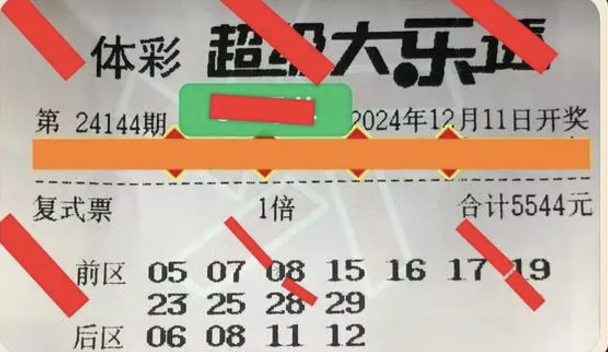 体彩 超级大乐透
第 24144期 2024年12月11日开奖
复式票 1倍 合计5544元
前区 05 07 08 15 16 17 19
23 25 28 29
后区 06 08 11 12